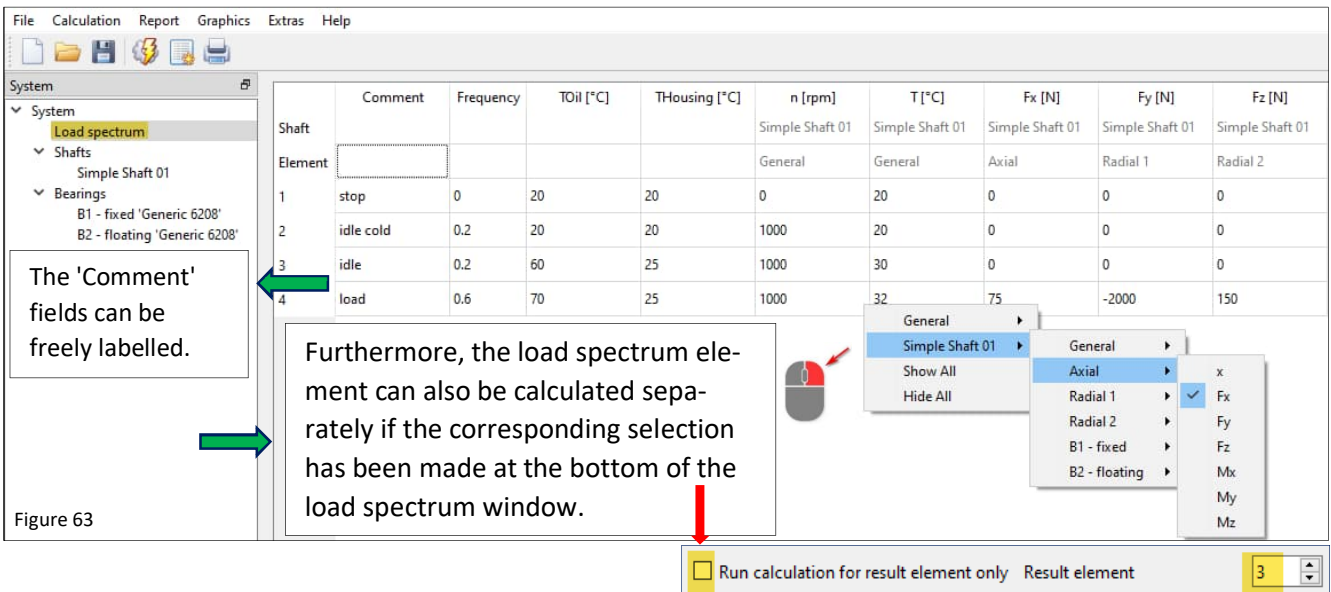 File Calculation Report Graphics Extras Help
System
System
Load spectrum
Shafts
Simple Shaft 01
Bearings
B1 - fixed 'Generic 6208'
B2 - floating 'Generic 6208'
Comment Frequency TOil [°C] THousing [°C] n [rpm] T [°C] Fx [N] Fy [N] Fz [N]
Shaft Simple Shaft 01 Simple Shaft 01 Simple Shaft 01 Simple Shaft 01 Simple Shaft 01
Element General General Axial Radial 1 Radial 2
1 stop 0 20 20 0 20 0 0 0
2 idle cold 0.2 20 20 1000 20 0 0 0
3 idle 0.2 60 25 1000 30 0 0 0
4 load 0.6 70 25 1000 32 75 -2000 150
The 'Comment'
fields can be
freely labelled.
Furthermore, the load spectrum ele-
ment can also be calculated sepa-
rately if the corresponding selection
has been made at the bottom of the
load spectrum window.
General
Simple Shaft 01
Show All
Hide All
General
Axial
Radial 1
Radial 2
B1 - fixed
B2 - floating
x
Fx
Fy
Fz
Mx
My
Mz
Figure 63
Run calculation for result element only Result element 3